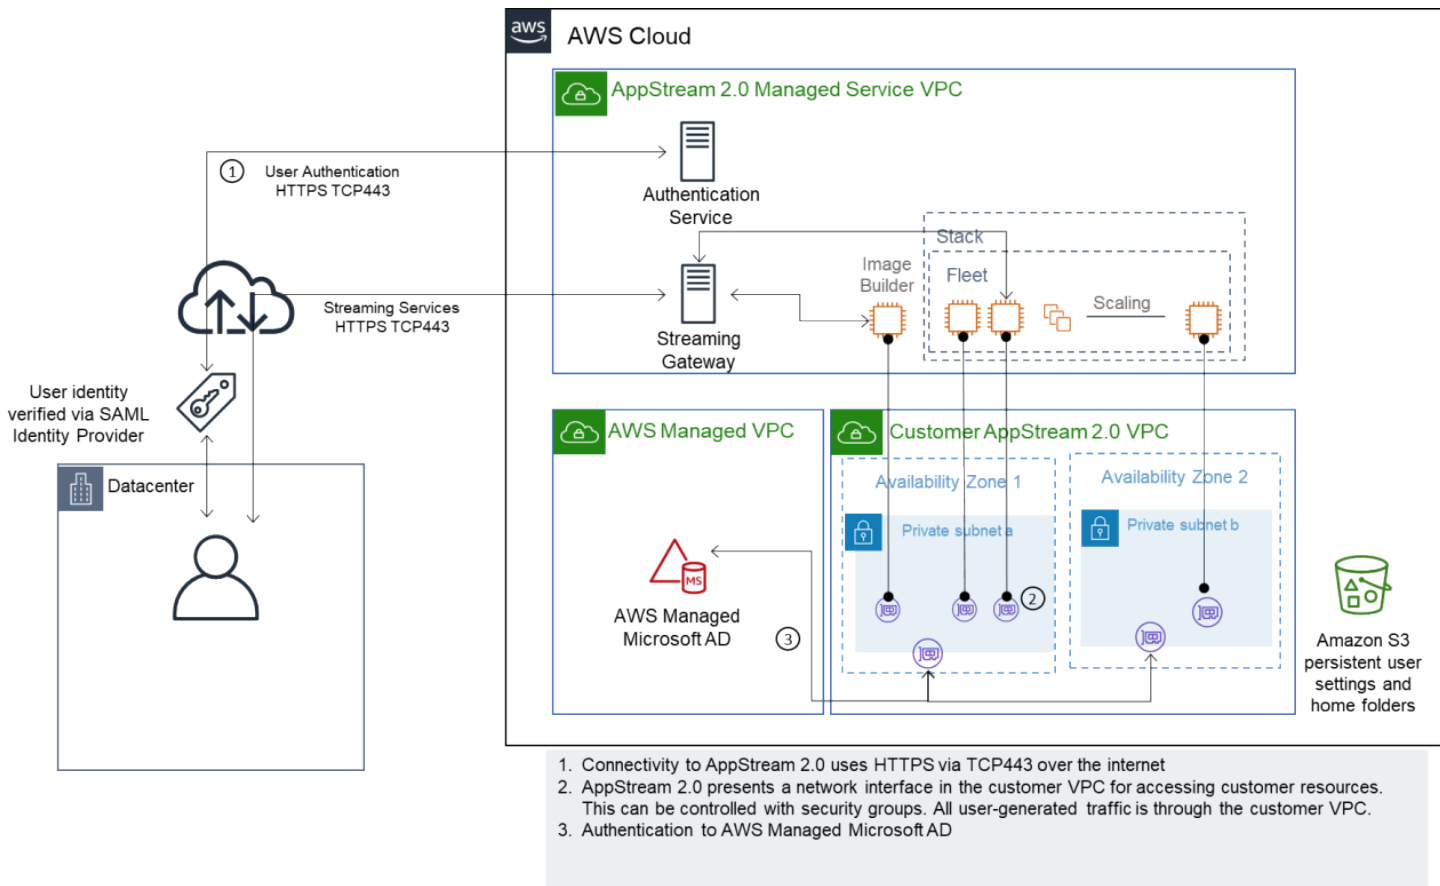 aws
AWS Cloud
AppStream 2.0 Managed Service VPC
1
User Authentication
HTTPS TCP443
Authentication
Service
Stack
Image
Builder
Fleet
Scaling
Streaming Services
HTTPS TCP443
Streaming
Gateway
User identity
verified via SAML
Identity Provider
Datacenter
AWS Managed VPC
MS
AWS Managed
Microsoft AD
3
Customer AppStream 2.0 VPC
Availability Zone 1
Private subnet a
2
Availability Zone 2
Private subnet b
Amazon S3
persistent user
settings and
home folders
1. Connectivity to AppStream 2.0 uses HTTPS via TCP443 over the internet
2. AppStream 2.0 presents a network interface in the customer VPC for accessing customer resources.
This can be controlled with security groups. All user-generated traffic is through the customer VPC.
3. Authentication to AWS Managed Microsoft AD